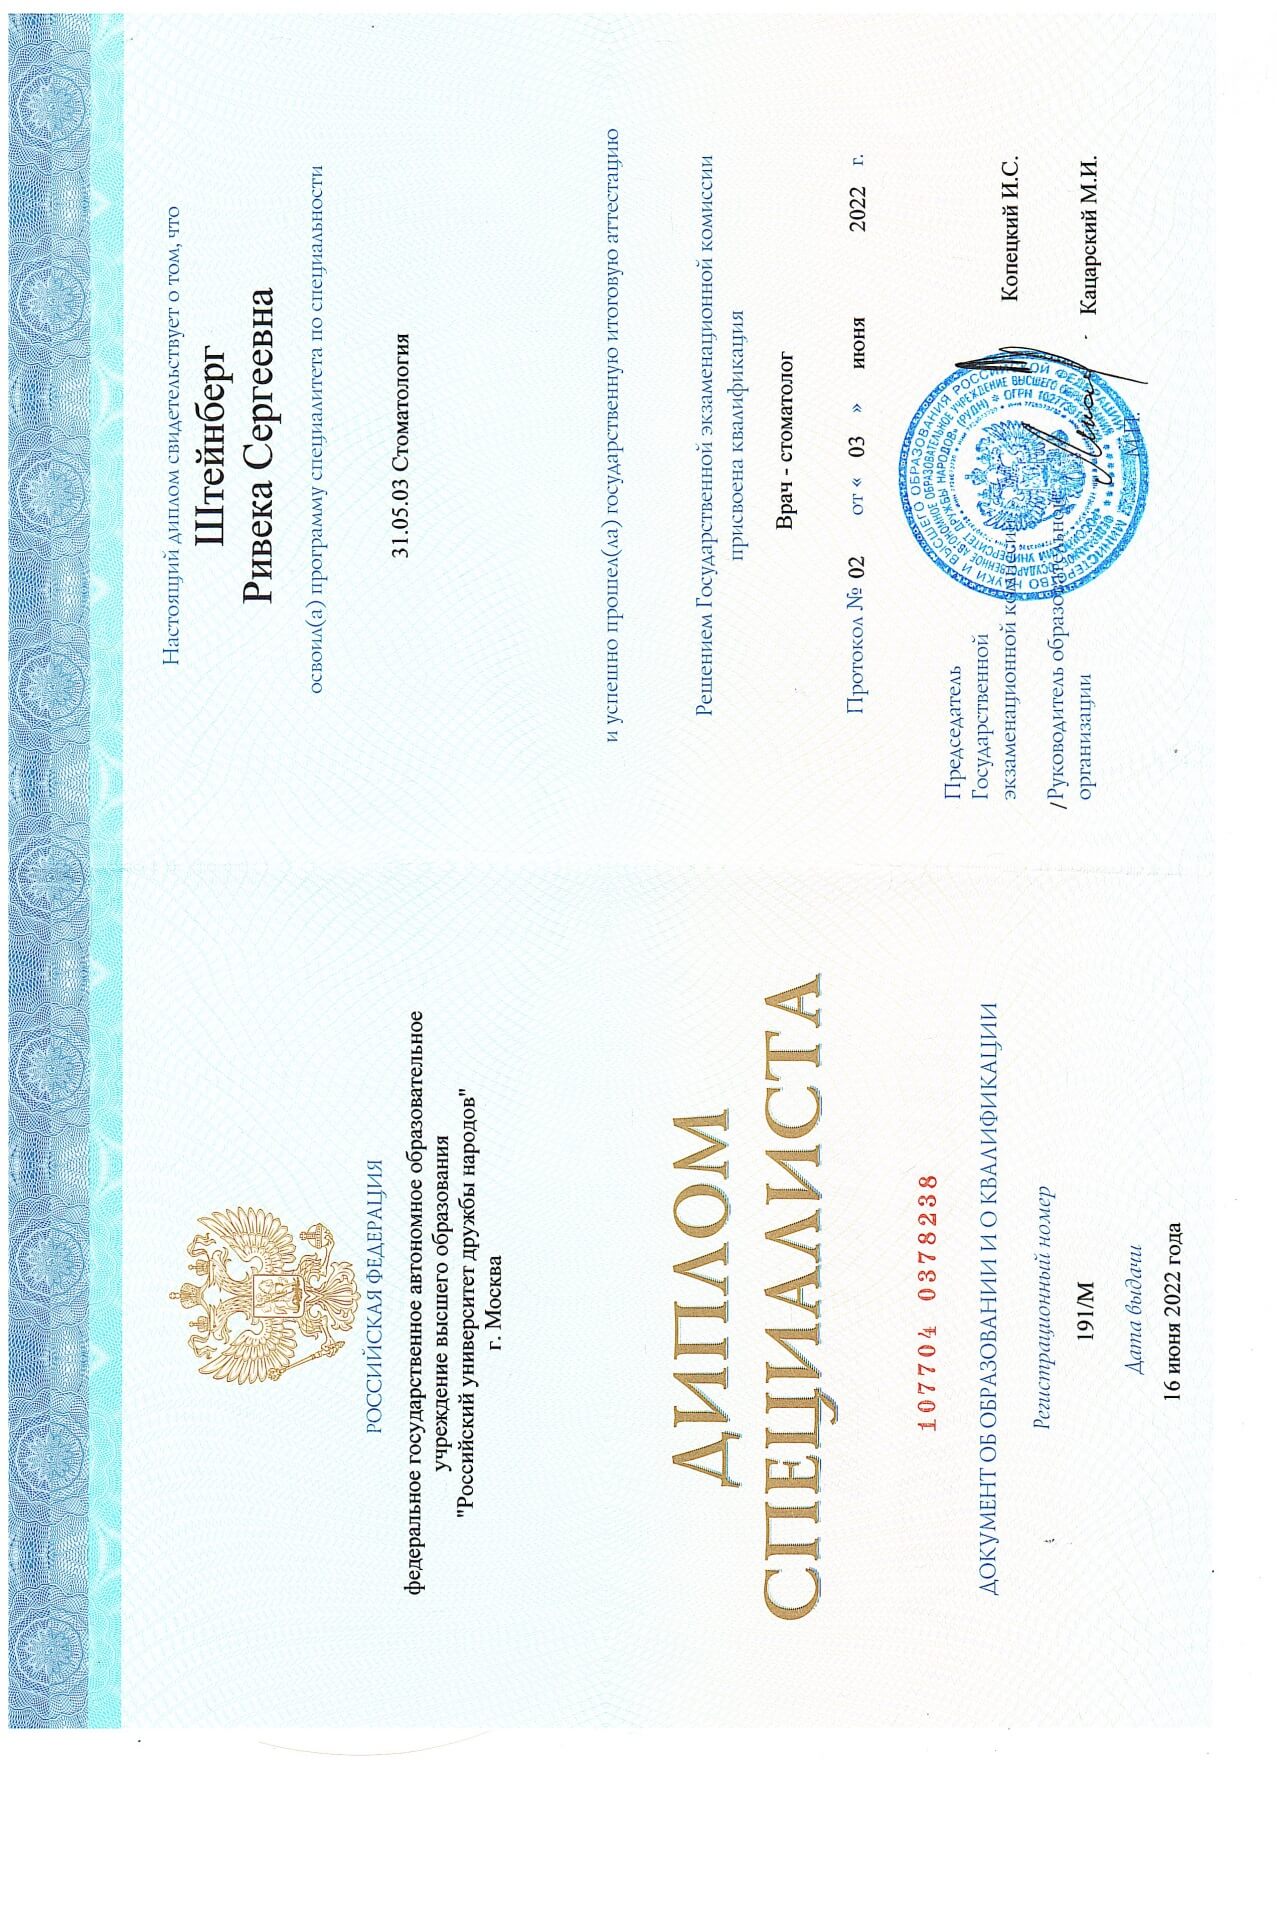 РОССИЙСКАЯ ФЕДЕРАЦИЯ
федеральное государственное автономное образовательное
учреждение высшего образования
"Российский университет дружбы народов"
г. Москва
ДИПЛОМ
СПЕЦИАЛИСТА
107704 0378238
ДОКУМЕНТ ОБ ОБРАЗОВАНИИ И О КВАЛИФИКАЦИИ
Регистрационный номер
191/М
Дата выдачи
16 июня 2022 года
Настоящий диплом свидетельствует о том, что
Штейнберг
Ривека Сергеевна
освоил(а) программу специалитета по специальности
31.05.03 Стоматология
и успешно прошел(ла) государственную итоговую аттестацию
Решением Государственной экзаменационной комиссии
присвоена квалификация
Врач - стоматолог
Протокол № 02 от « 03 » июня 2022 г.
Председатель
Государственной
экзаменационной комиссии
Копецкий И.С.
/Руководитель образовательной
организации
Кацарский М.И.
М.П.